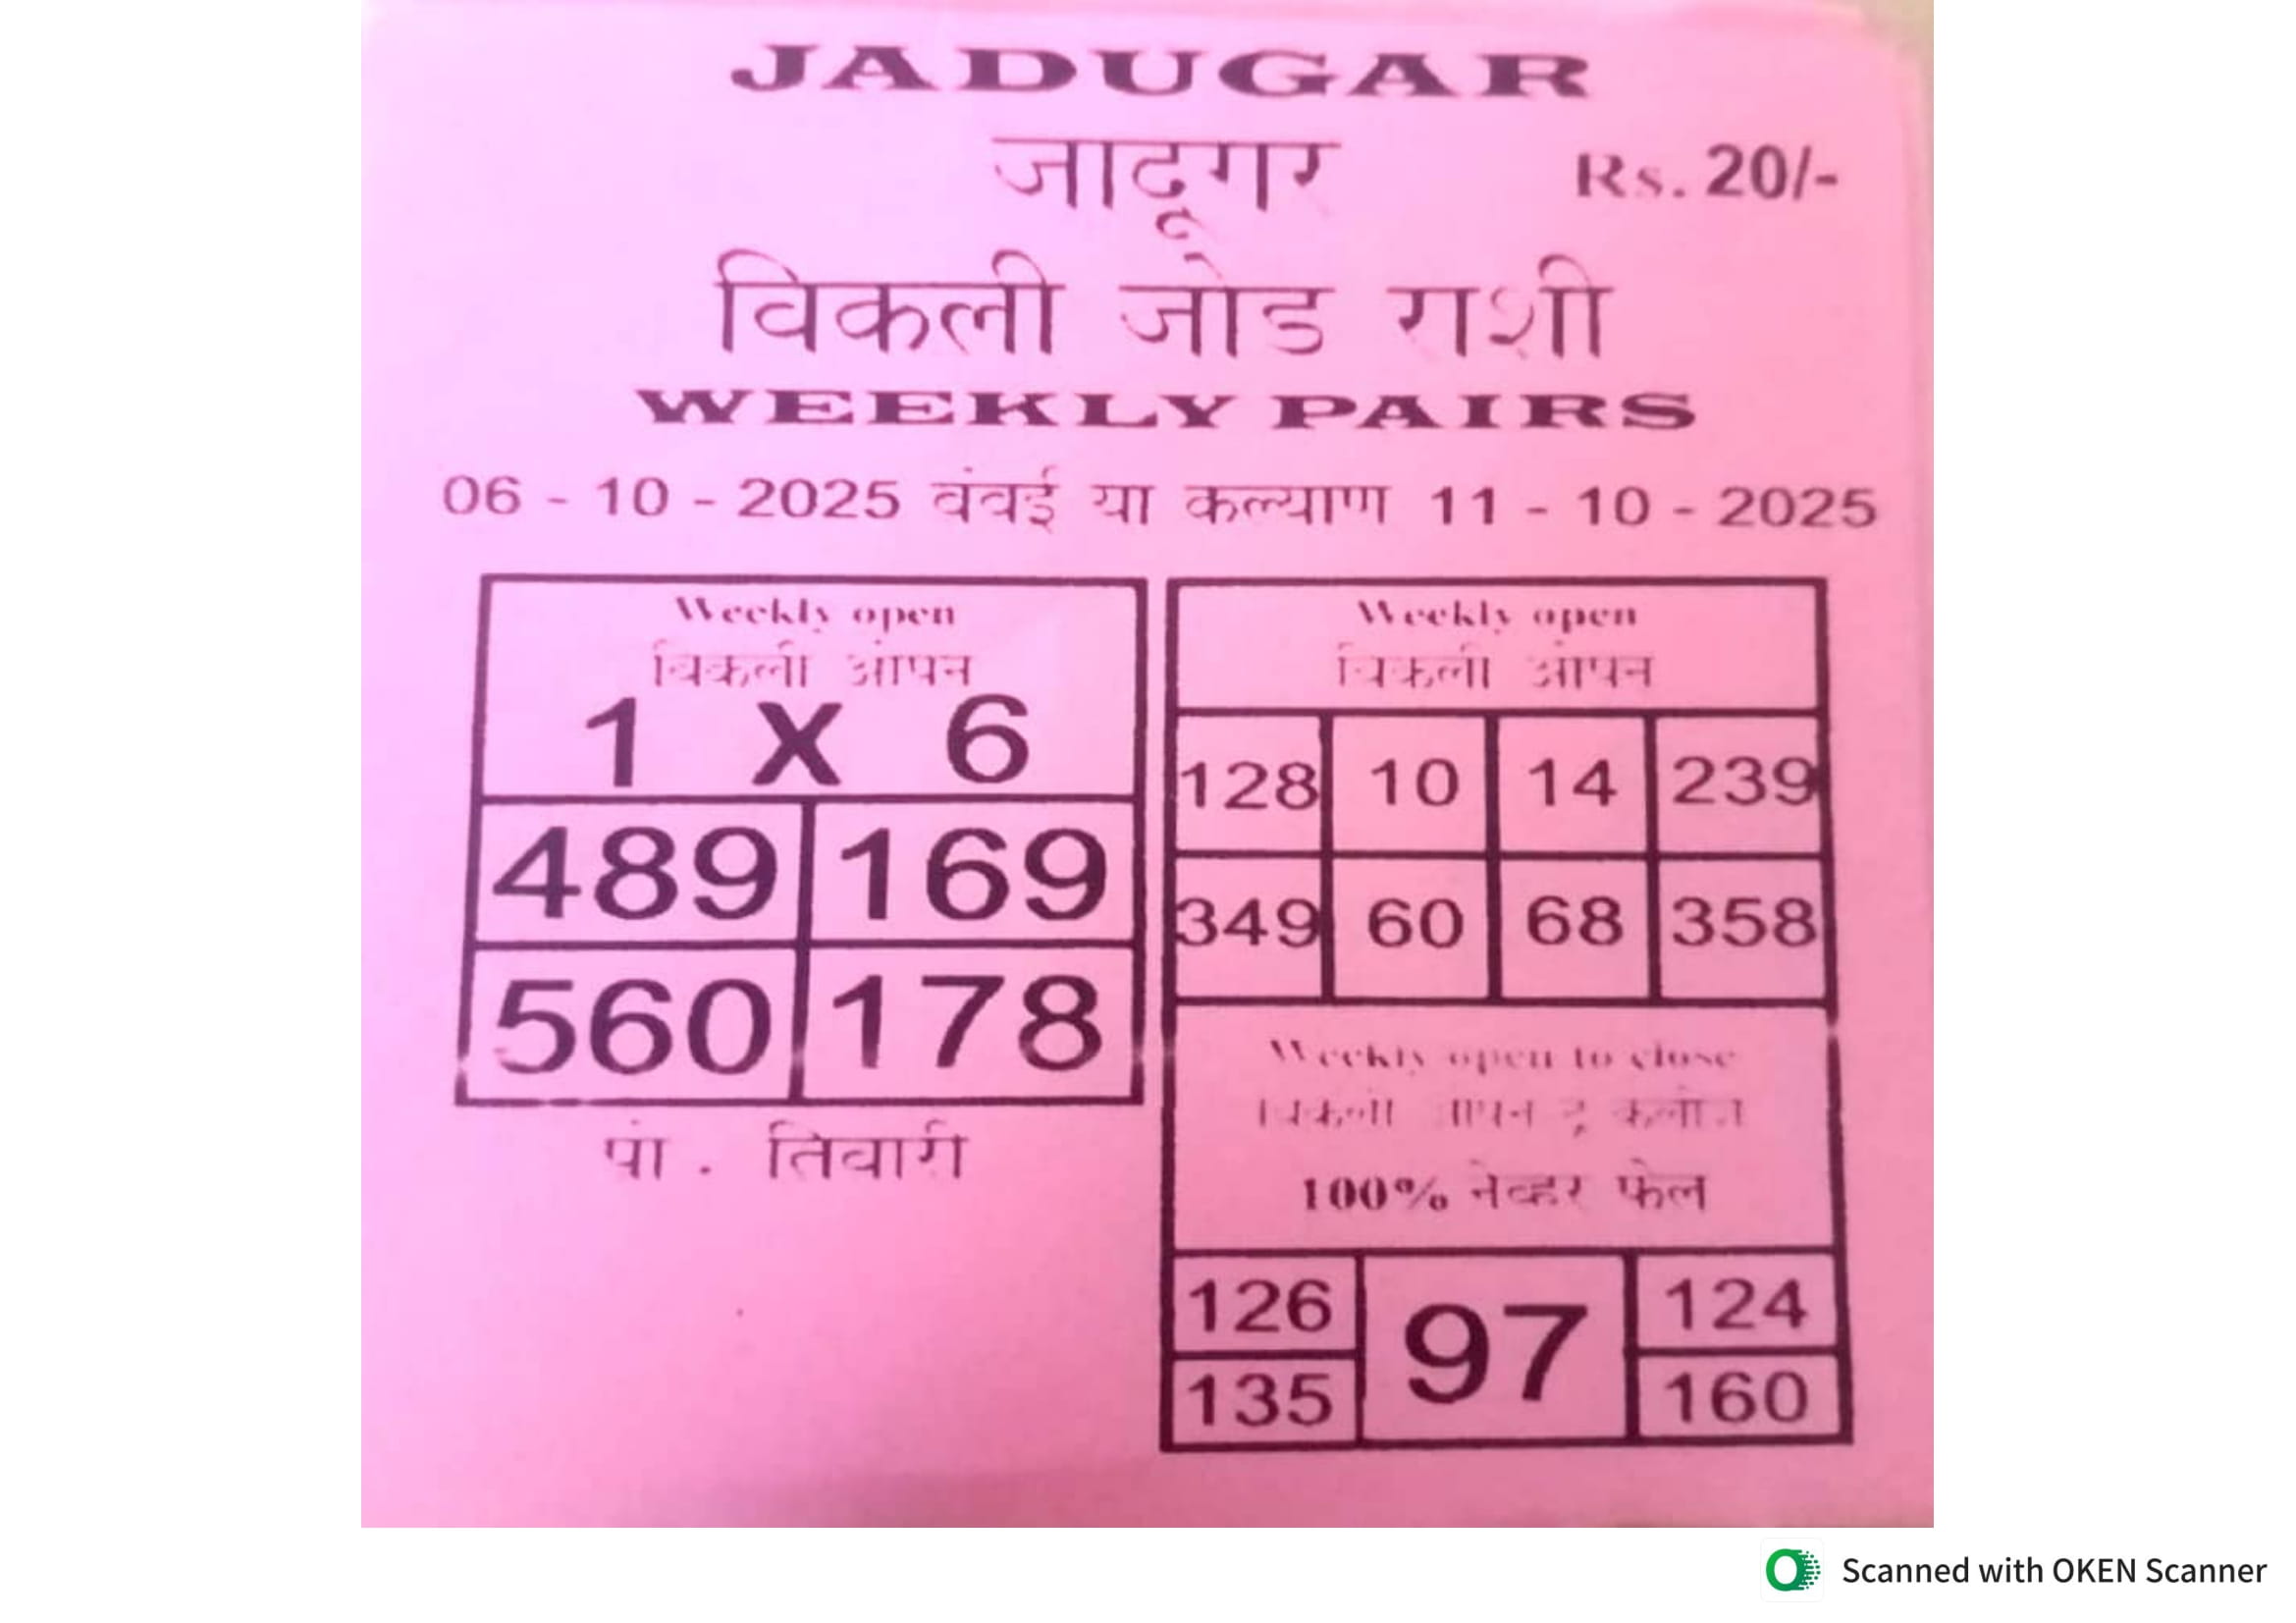 JADUGAR
जादूगर Rs. 20/-
विकली जोड राशी
WEEKLY PAIRS
06 - 10 - 2025 बंबई या कल्याण 11 - 10 - 2025
Weekly open
विकली ओपन
1 X 6
489 169
560 178
पां . तिवारी
Weekly open
विकली ओपन
128 10 14 239
349 60 68 358
Weekly open to close
विकली ओपन टू क्लोज
100% नेव्हर फेल
126 97 124
135 160
Scanned with OKEN Scanner